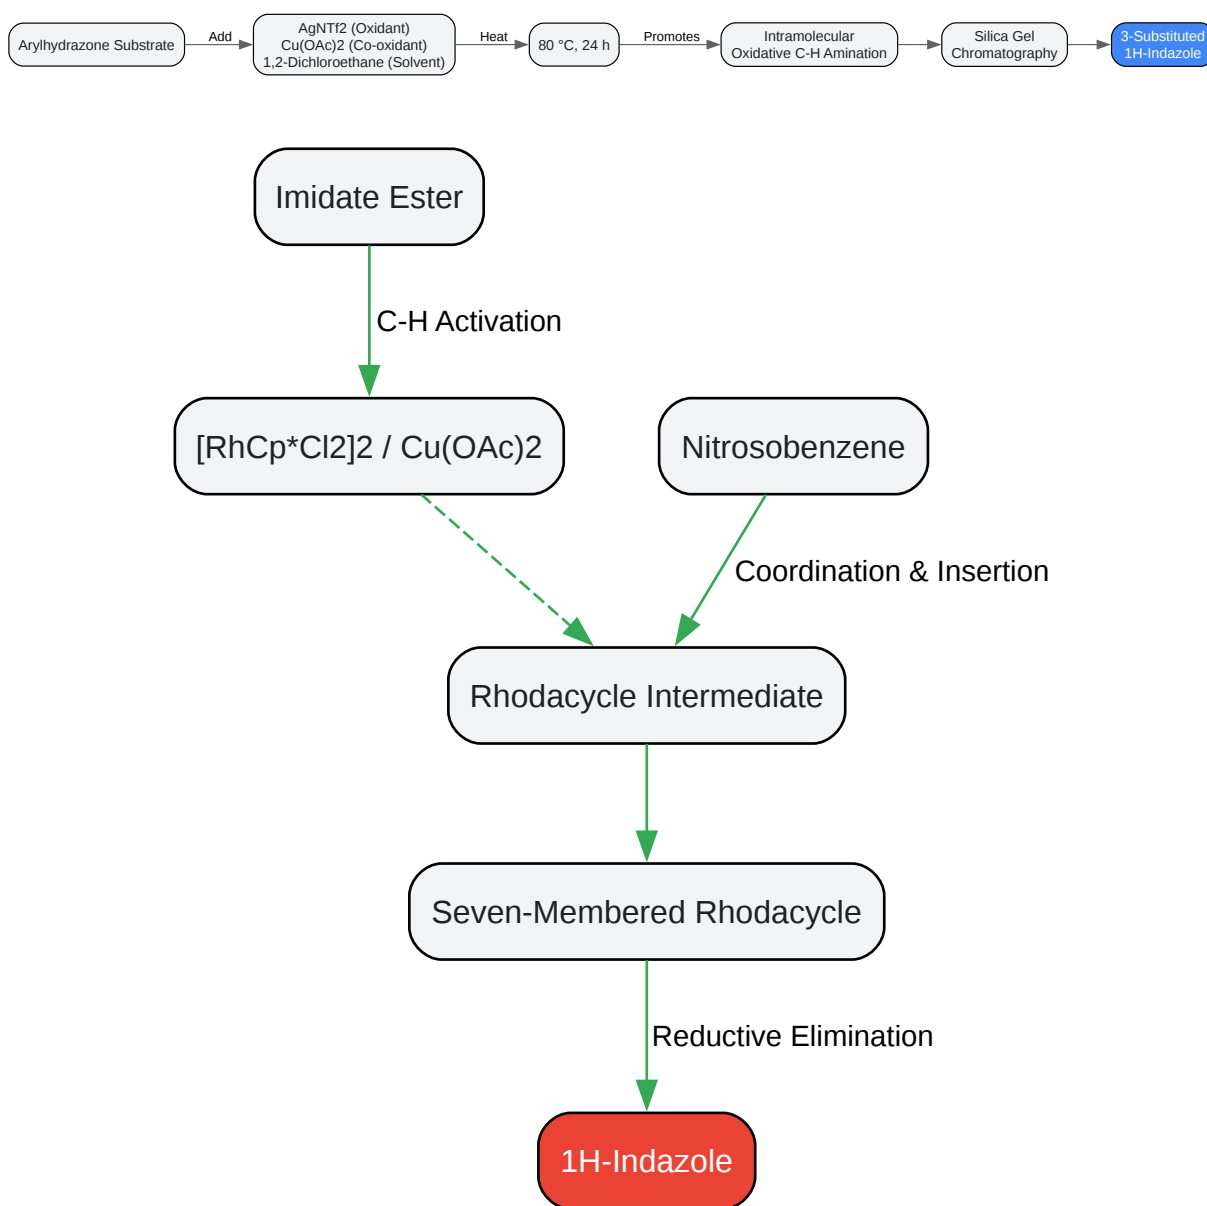 Arylhydrazone Substrate
Add
AgNTf2 (Oxidant)
Cu(OAc)2 (Co-oxidant)
1,2-Dichloroethane (Solvent)
Heat
80 °C, 24 h
Promotes
Intramolecular
Oxidative C-H Amination
Silica Gel
Chromatography
3-Substituted
1H-Indazole
Imidate Ester
C-H Activation
[RhCp*Cl2]2 / Cu(OAc)2
Nitrosobenzene
Coordination & Insertion
Rhodacycle Intermediate
Seven-Membered Rhodacycle
Reductive Elimination
1H-Indazole